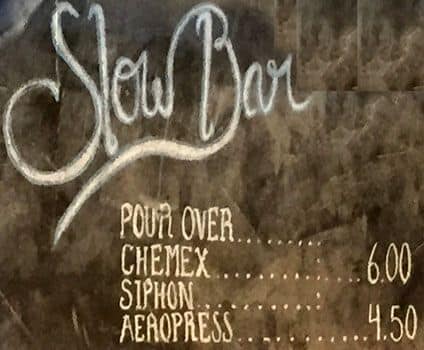 Slow Bar
POUR OVER..........
CHEMEX................6.00
SIPHON............:
AEROPRESS..............4.50